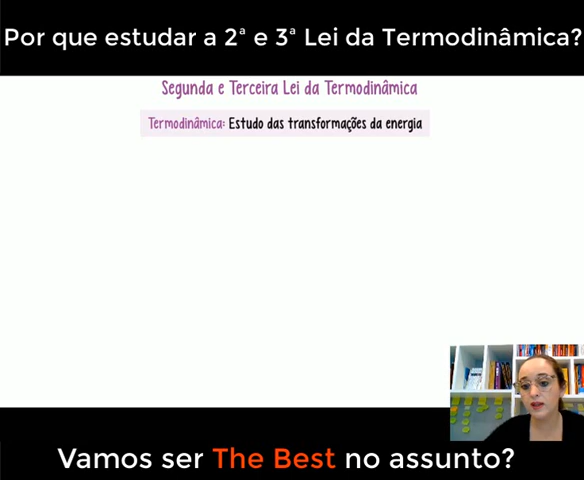 Por que estudar a 2ª e 3ª Lei da Termodinâmica?
Segunda e Terceira Lei da Termodinâmica
Termodinâmica: Estudo das transformações da energia
Vamos ser The Best no assunto?